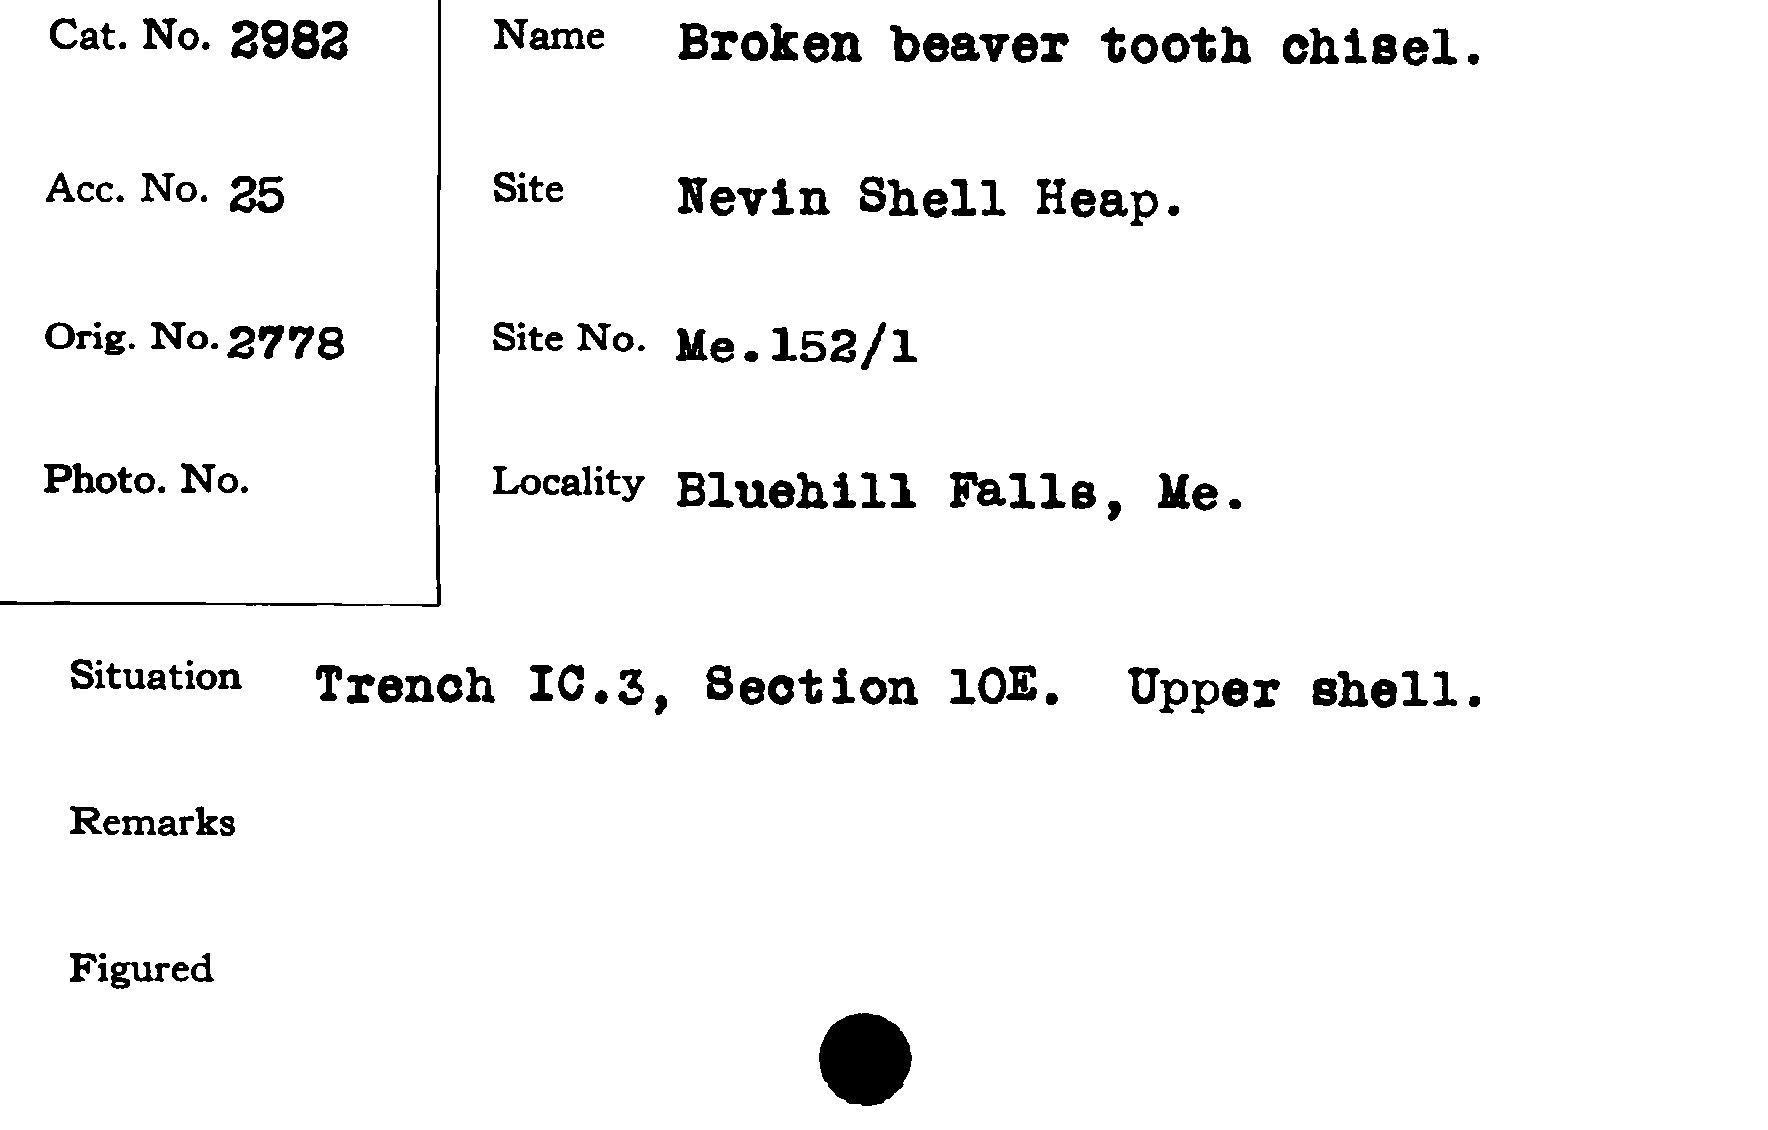 Cat. No. 2982
Name Broken beaver tooth chisel.
Acc. No. 25
Site Nevin Shell Heap.
Orig. No. 2778
Site No. Me.152/1
Photo. No.
Locality Bluehill Falls, Me.
Situation Trench IC.3, Section 10E. Upper shell.
Remarks
Figured